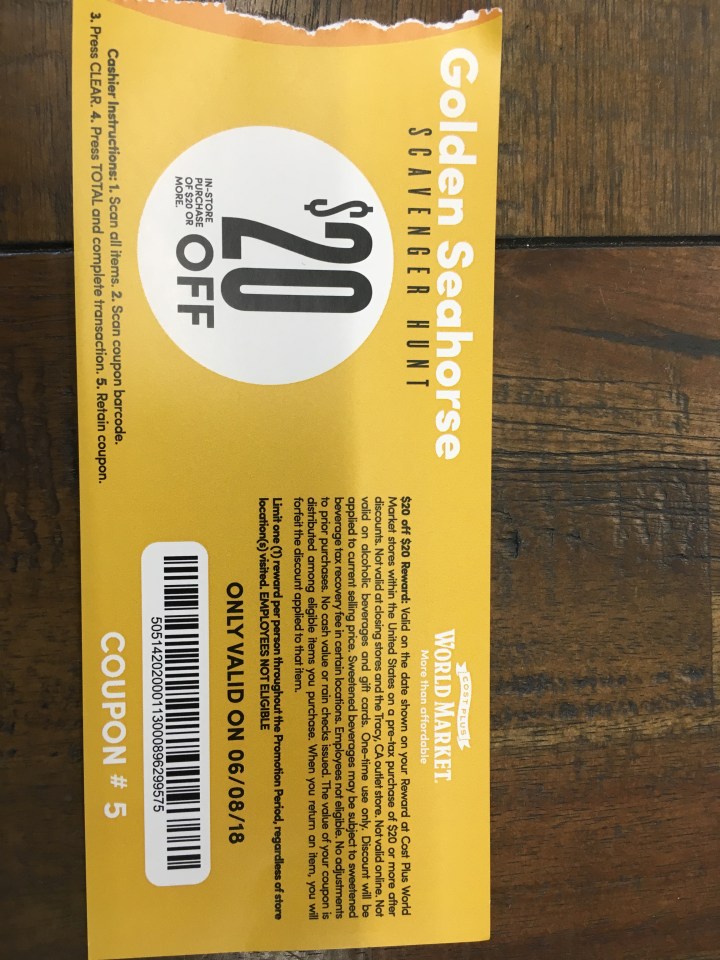 Golden Seahorse
SCAVENGER HUNT
$20
IN-STORE
PURCHASE
OF $20 OR
MORE.
OFF
Cashier Instructions: 1. Scan all items. 2. Scan coupon barcode.
3. Press CLEAR. 4. Press TOTAL and complete transaction. 5. Retain coupon.
COST PLUS
WORLD MARKET.
More than affordable
$20 off $20 Reward: Valid on the date shown on your Reward at Cost Plus World
Market stores within the United States on a pre-tax purchase of $20 or more after
discounts. Not valid at closing stores and the Tracy, CA outlet store. Not valid online. Not
valid on alcoholic beverages and gift cards. One-time use only. Discount will be
applied to current selling price. Sweetened beverages may be subject to sweetened
beverage tax recovery fee in certain locations. Employees not eligible. No adjustments
to prior purchases. No cash value or rain checks issued. The value of your coupon is
distributed among eligible items you purchase. When you return an item, you will
forfeit the discount applied to that item.
Limit one (1) reward per person throughout the Promotion Period, regardless of store
location(s) visited. EMPLOYEES NOT ELIGIBLE
ONLY VALID ON 06/08/18
5051420200011300089629957​5
COUPON # 5